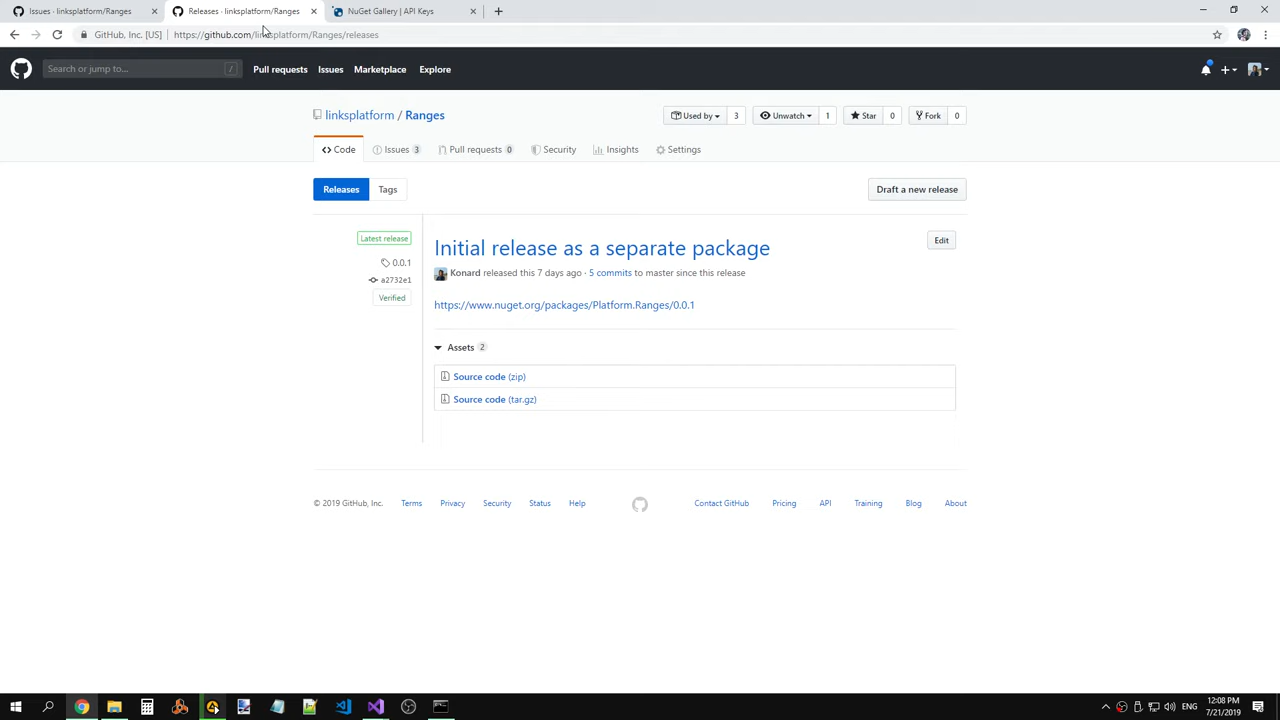 Issues · linksplatform/Ranges
Releases · linksplatform/Ranges
NuGet Gallery | API Keys
GitHub, Inc. [US]
https://github.com/linksplatform/Ranges/releases
Search or jump to...
/
Pull requests
Issues
Marketplace
Explore
linksplatform / Ranges
Used by 3
Unwatch 1
Star 0
Fork 0
<> Code
Issues 3
Pull requests 0
Security
Insights
Settings
Releases
Tags
Draft a new release
Latest release
0.0.1
a2732e1
Verified
Initial release as a separate package
Edit
Konard released this 7 days ago · 5 commits to master since this release
https://www.nuget.org/packages/Platform.Ranges/0.0.1
Assets 2
Source code (zip)
Source code (tar.gz)
© 2019 GitHub, Inc.
Terms
Privacy
Security
Status
Help
Contact GitHub
Pricing
API
Training
Blog
About
ENG
12:08 PM
7/21/2019